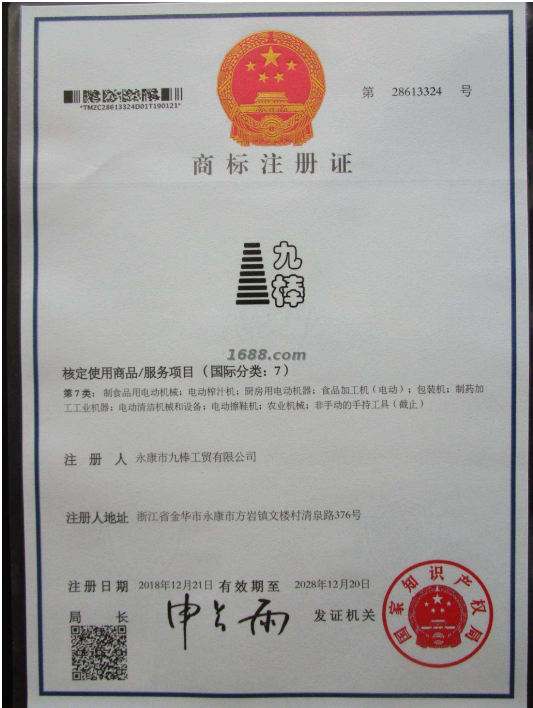 *TMZC28613324D01T190121*
第 28613324 号
商标注册证
九棒
1688.com
核定使用商品/服务项目（国际分类：7）
第7类：制食品用电动机械；电动榨汁机；厨房用电动机器；食品加工机（电动）；包装机；制药加
工工业机器；电动清洁机械和设备；电动擦鞋机；农业机械；非手动的手持工具（截止）
注册人 永康市九棒工贸有限公司
注册人地址 浙江省金华市永康市方岩镇文楼村清泉路376号
注册日期 2018年12月21日 有效期至 2028年12月20日
局长 申长雨 发证机关
国家知识产权局